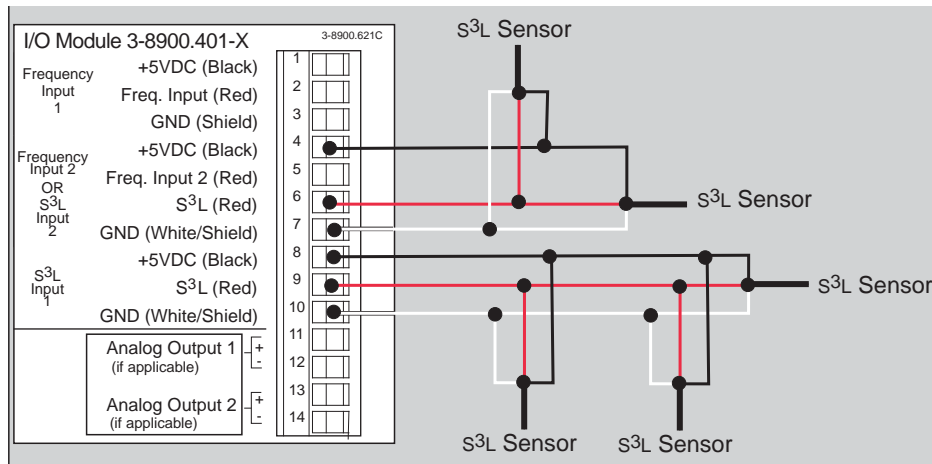 I/O Module 3-8900.401-X
3-8900.621C
Frequency
Input
1
+5VDC (Black)
Freq. Input (Red)
GND (Shield)
Frequency
Input 2
OR
S³L
Input
2
+5VDC (Black)
Freq. Input 2 (Red)
S³L (Red)
GND (White/Shield)
S³L
Input
1
+5VDC (Black)
S³L (Red)
GND (White/Shield)
Analog Output 1
(if applicable)
+
-
Analog Output 2
(if applicable)
+
-
1
2
3
4
5
6
7
8
9
10
11
12
13
14
S³L Sensor
S³L Sensor
S³L Sensor
S³L Sensor
S³L Sensor